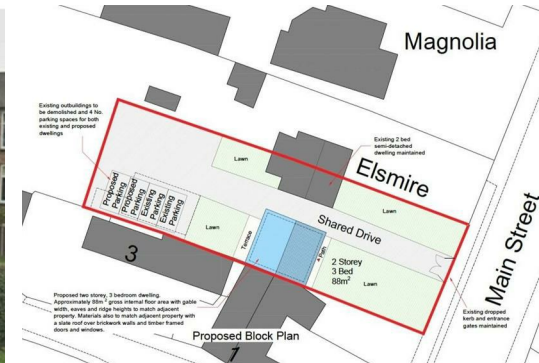 Magnolia
Existing outbuildings to
be demolished and 4 No.
parking spaces for both
existing and proposed
dwellings
Existing 2 bed
semi-detached
dwelling maintained
Lawn
Elsmire
Lawn
Proposed
Parking
Proposed
Parking
Existing
Parking
Existing
Parking
Lawn
Shared Drive
Main Street
Terrace
Path
2 Storey
3 Bed
88m²
Lawn
3
Proposed two storey, 3 bedroom dwelling.
Approximately 88m² gross internal floor area with gable
width, eaves and ridge heights to match adjacent
property. Materials also to match adjacent property with
a slate roof over brickwork walls and timber framed
doors and windows.
Existing dropped
kerb and entrance
gates maintained
Proposed Block Plan
1